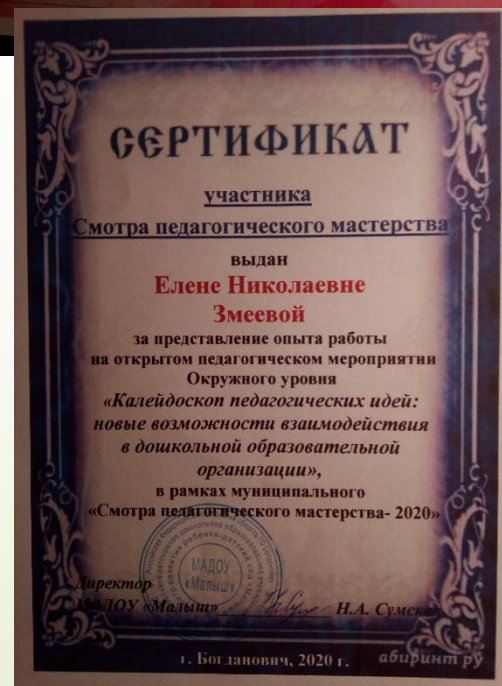 СЕРТИФИКАТ
участника
Смотра педагогического мастерства
выдан
Елене Николаевне
Змеевой
за представление опыта работы
на открытом педагогическом мероприятии
Окружного уровня
«Калейдоскоп педагогических идей:
новые возможности взаимодействия
в дошкольной образовательной
организации»,
в рамках муниципального
«Смотра педагогического мастерства- 2020»
МАДОУ
«Малыш»
Директор
МАДОУ «Малыш» Н.А. Сумская
г. Богданович, 2020 г.
абиринт ру